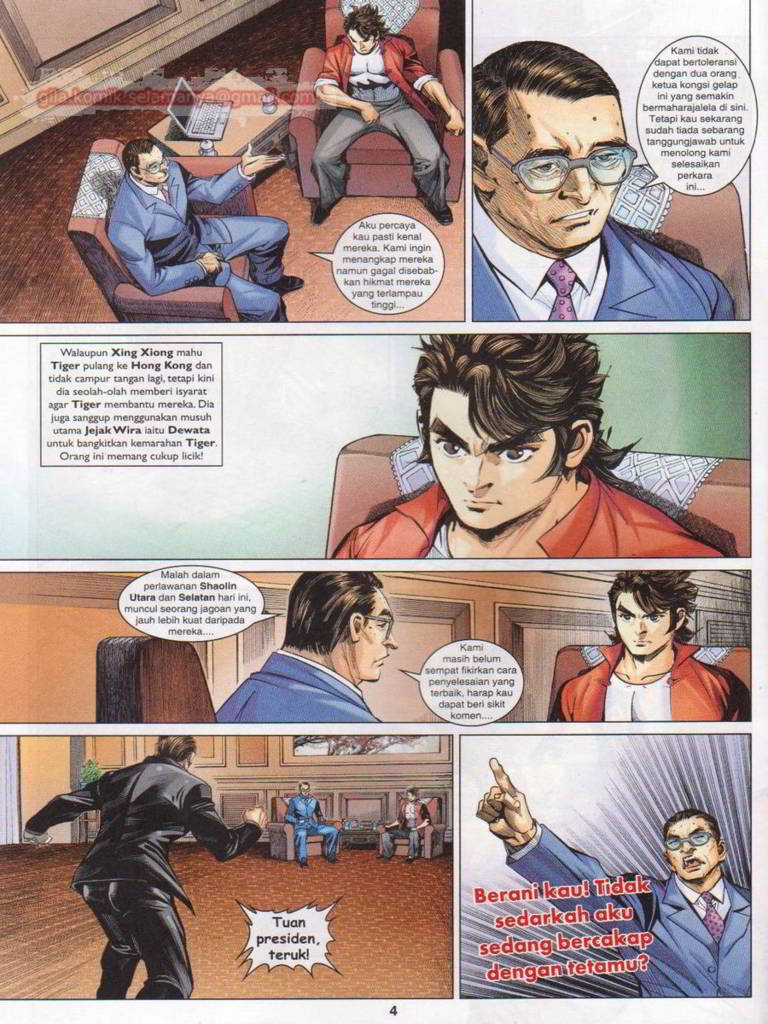 gila.komik.selamanya@gmail.com
Aku percaya
kau pasti kenal
mereka. Kami ingin
menangkap mereka
namun gagal disebab-
kan hikmat mereka
yang terlampau
tinggi...
Kami tidak
dapat bertoleransi
dengan dua orang
ketua kongsi gelap
ini yang semakin
bermaharajalela di sini.
Tetapi kau sekarang
sudah tiada sebarang
tanggungjawab untuk
menolong kami
selesaikan
perkara
ini...
Walaupun Xing Xiong mahu
Tiger pulang ke Hong Kong dan
tidak campur tangan lagi, tetapi kini
dia seolah-olah memberi isyarat
agar Tiger membantu mereka. Dia
juga sanggup menggunakan musuh
utama Jejak Wira iaitu Dewata
untuk bangkitkan kemarahan Tiger.
Orang ini memang cukup licik!
Malah dalam
perlawanan Shaolin
Utara dan Selatan hari ini,
muncul seorang jagoan yang
jauh lebih kuat daripada
mereka....
Kami
masih belum
sempat fikirkan cara
penyelesaian yang
terbaik, harap kau
dapat beri sikit
komen....
Tuan
presiden,
teruk!
Berani kau! Tidak
sedarkah aku
sedang bercakap
dengan tetamu?
4